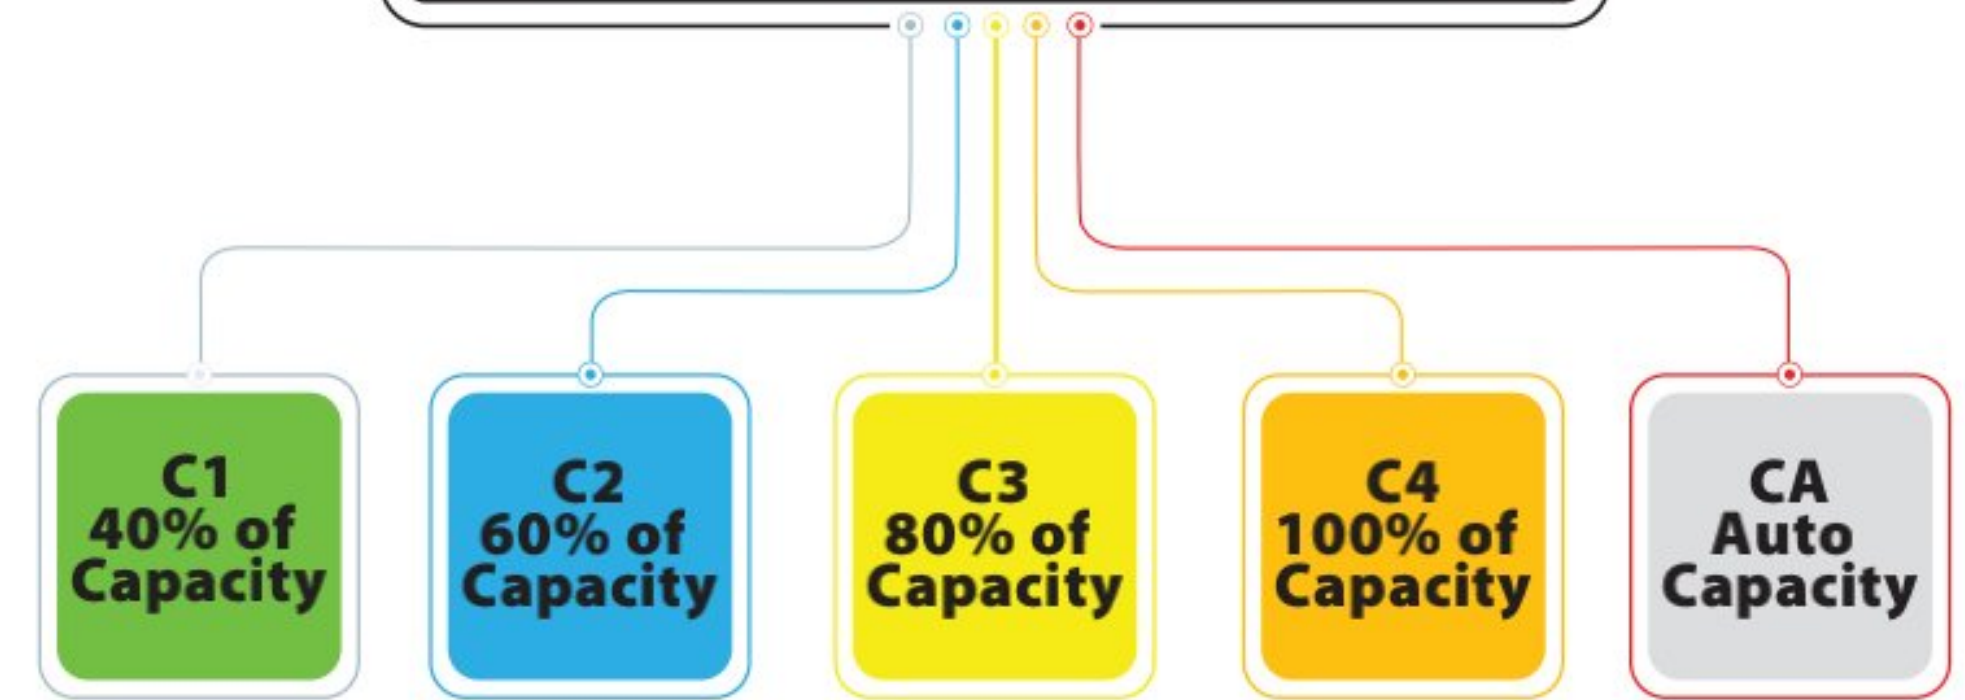 C1
40% of
Capacity
C2
60% of
Capacity
C3
80% of
Capacity
C4
100% of
Capacity
CA
Auto
Capacity